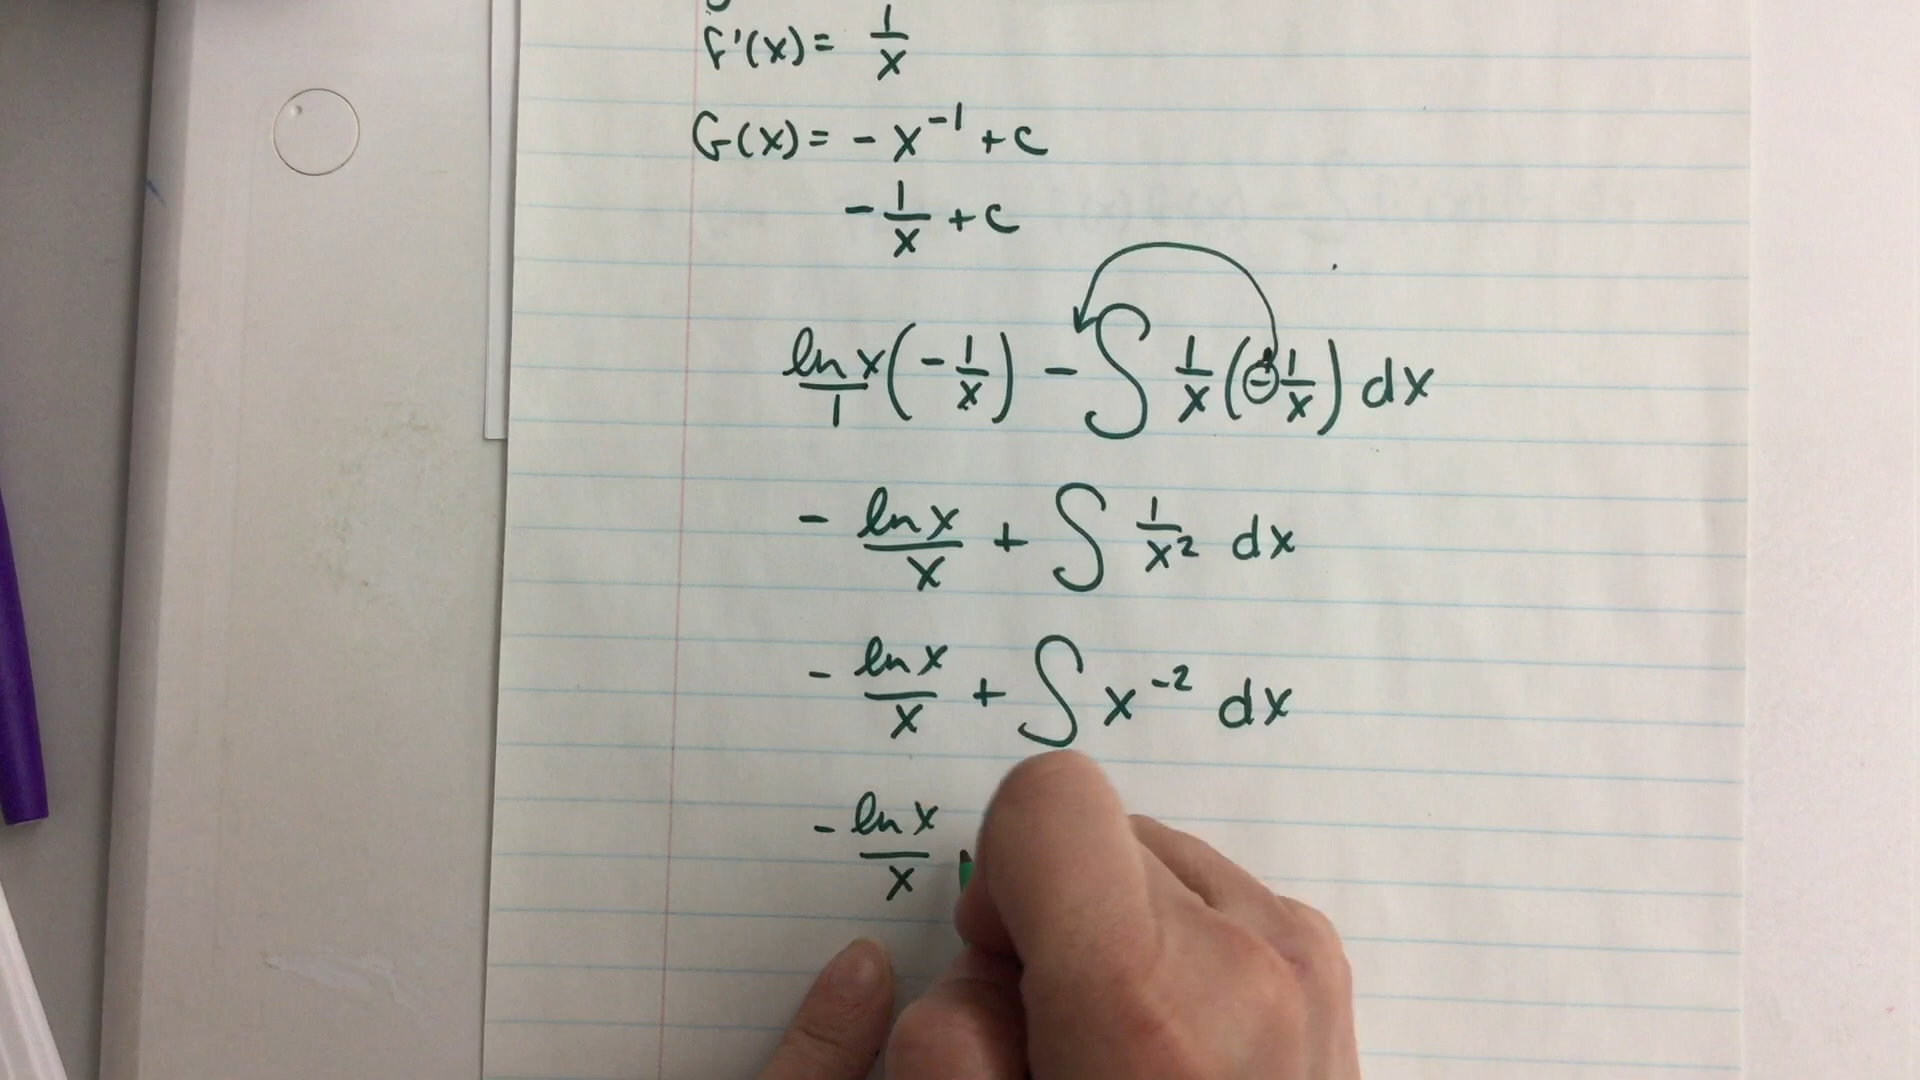 f'(x) = 1/x
G(x) = - x^-1 + c
- 1/x + c
ln x/1 (- 1/x) - ∫ 1/x (- 1/x) dx
- ln x/x + ∫ 1/x² dx
- ln x/x + ∫ x^-2 dx
- ln x/x